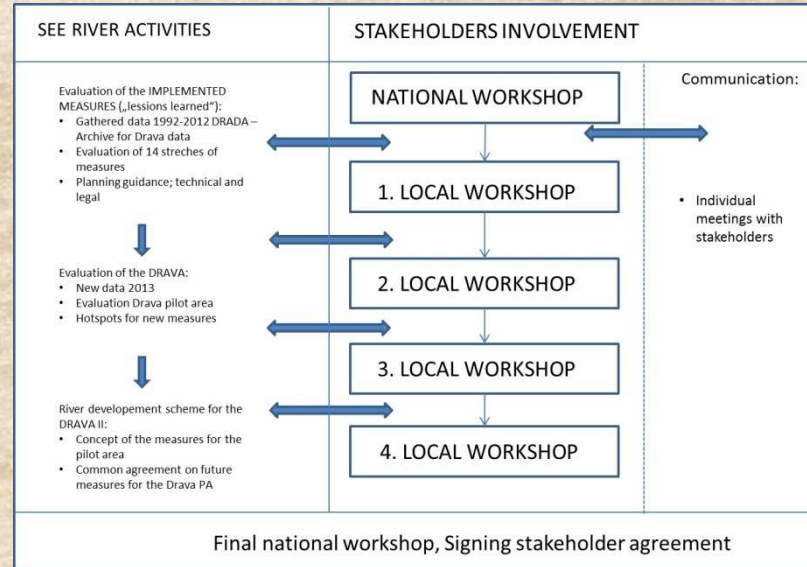 SEE RIVER ACTIVITIES
STAKEHOLDERS INVOLVEMENT
Evaluation of the IMPLEMENTED
MEASURES („lessons learned“):
• Gathered data 1992-2012 DRADA –
Archive for Drava data
• Evaluation of 14 streches of
measures
• Planning guidance; technical and
legal
Evaluation of the DRAVA:
• New data 2013
• Evaluation Drava pilot area
• Hotspots for new measures
River developement scheme for the
DRAVA II:
• Concept of the measures for the
pilot area
• Common agreement on future
measures for the Drava PA
NATIONAL WORKSHOP
1. LOCAL WORKSHOP
2. LOCAL WORKSHOP
3. LOCAL WORKSHOP
4. LOCAL WORKSHOP
Communication:
• Individual
meetings with
stakeholders
Final national workshop, Signing stakeholder agreement